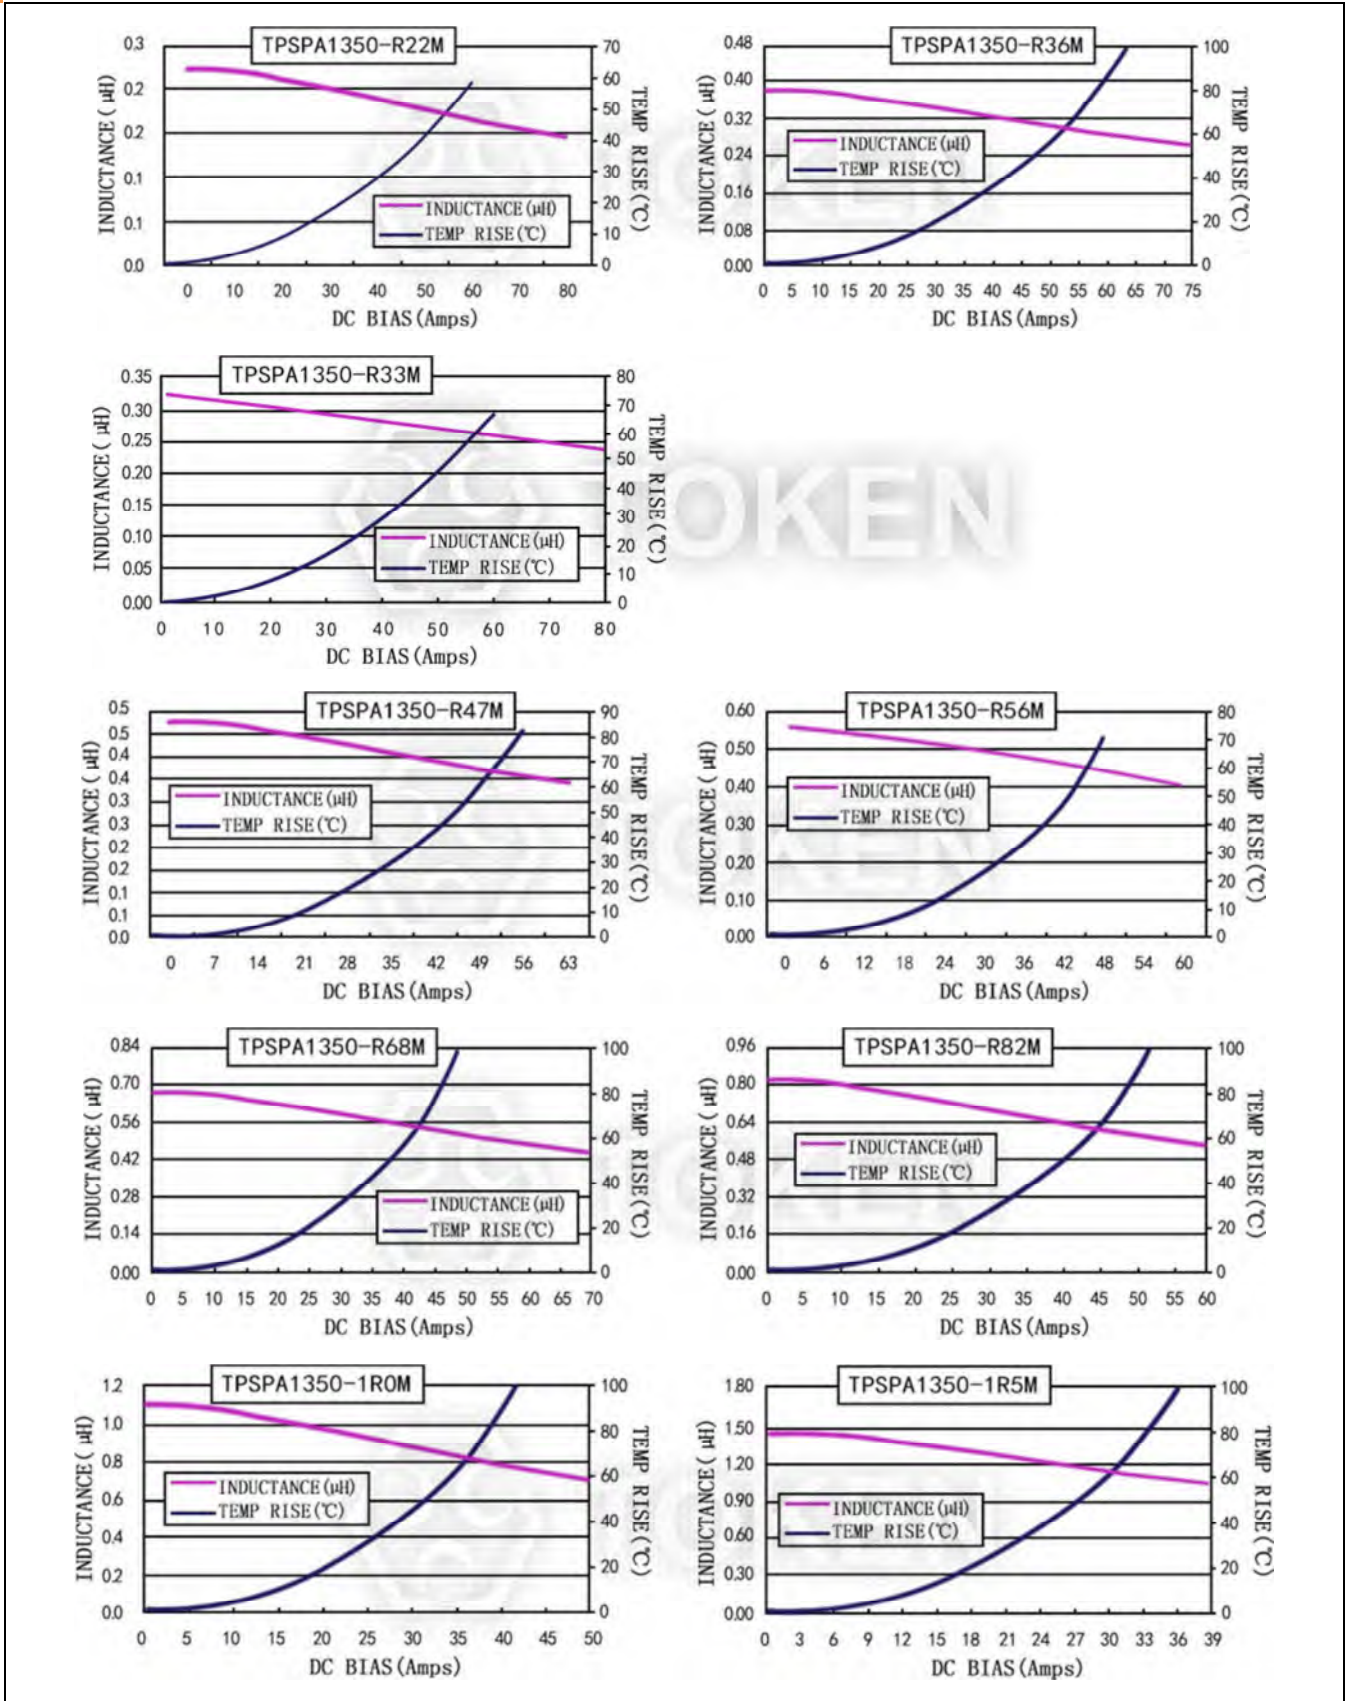 TPSPA1350-R22M
INDUCTANCE( μH)
0.3
0.2
0.2
0.1
0.1
0.0
70
60
50
40
30
20
10
0
TEMP RISE(℃)
INDUCTANCE(μH)
TEMP RISE(℃)
0 10 20 30 40 50 60 70 80
DC BIAS(Amps)
TPSPA1350-R36M
INDUCTANCE( μH)
0.48
0.40
0.32
0.24
0.16
0.08
0.00
100
80
60
40
20
0
TEMP RISE(℃)
INDUCTANCE(μH)
TEMP RISE(℃)
0 5 10 15 20 25 30 35 40 45 50 55 60 65 70 75
DC BIAS(Amps)
TPSPA1350-R33M
INDUCTANCE( μH)
0.35
0.30
0.25
0.20
0.15
0.10
0.05
0.00
80
70
60
50
40
30
20
10
0
TEMP RISE(℃)
INDUCTANCE(μH)
TEMP RISE(℃)
0 10 20 30 40 50 60 70 80
DC BIAS(Amps)
TOKEN
TPSPA1350-R47M
INDUCTANCE( μH)
0.5
0.5
0.4
0.4
0.3
0.3
0.2
0.2
0.1
0.1
0.0
90
80
70
60
50
40
30
20
10
0
TEMP RISE(℃)
INDUCTANCE(μH)
TEMP RISE(℃)
0 7 14 21 28 35 42 49 56 63
DC BIAS(Amps)
TPSPA1350-R56M
INDUCTANCE( μH)
0.60
0.50
0.40
0.30
0.20
0.10
0.00
80
70
60
50
40
30
20
10
0
TEMP RISE(℃)
INDUCTANCE(μH)
TEMP RISE(℃)
0 6 12 18 24 30 36 42 48 54 60
DC BIAS(Amps)
TPSPA1350-R68M
INDUCTANCE( μH)
0.84
0.70
0.56
0.42
0.28
0.14
0.00
100
80
60
40
20
0
TEMP RISE(℃)
INDUCTANCE(μH)
TEMP RISE(℃)
0 5 10 15 20 25 30 35 40 45 50 55 60 65 70
DC BIAS(Amps)
TPSPA1350-R82M
INDUCTANCE( μH)
0.96
0.80
0.64
0.48
0.32
0.16
0.00
100
80
60
40
20
0
TEMP RISE(℃)
INDUCTANCE(μH)
TEMP RISE(℃)
0 5 10 15 20 25 30 35 40 45 50 55 60
DC BIAS(Amps)
TPSPA1350-1R0M
INDUCTANCE( μH)
1.2
1.0
0.8
0.6
0.4
0.2
0.0
100
80
60
40
20
0
TEMP RISE(℃)
INDUCTANCE(μH)
TEMP RISE(℃)
0 5 10 15 20 25 30 35 40 45 50
DC BIAS(Amps)
TPSPA1350-1R5M
INDUCTANCE( μH)
1.80
1.50
1.20
0.90
0.60
0.30
0.00
100
80
60
40
20
0
TEMP RISE(℃)
INDUCTANCE(μH)
TEMP RISE(℃)
0 3 6 9 12 15 18 21 24 27 30 33 36 39
DC BIAS(Amps)